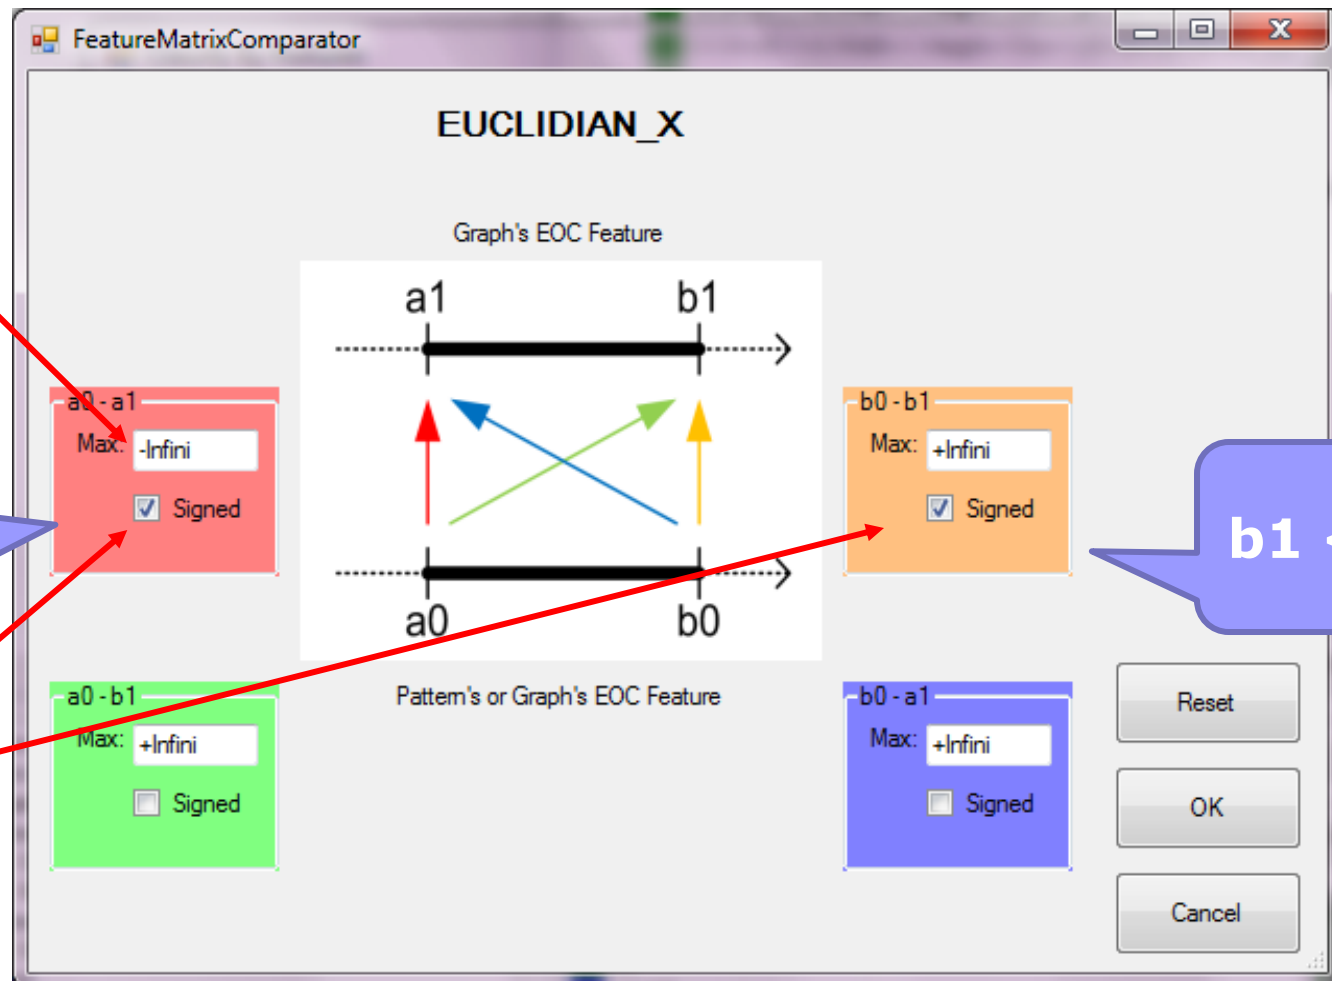 FeatureMatrixComparator
EUCLIDIAN_X
Graph's EOC Feature
a1 b1
a0 - a1
Max: -Infini
Signed
b0 - b1
Max: +Infini
Signed
b1 <
a0 b0
a0 - b1
Max: +Infini
Signed
Pattern's or Graph's EOC Feature
b0 - a1
Max: +Infini
Signed
Reset
OK
Cancel